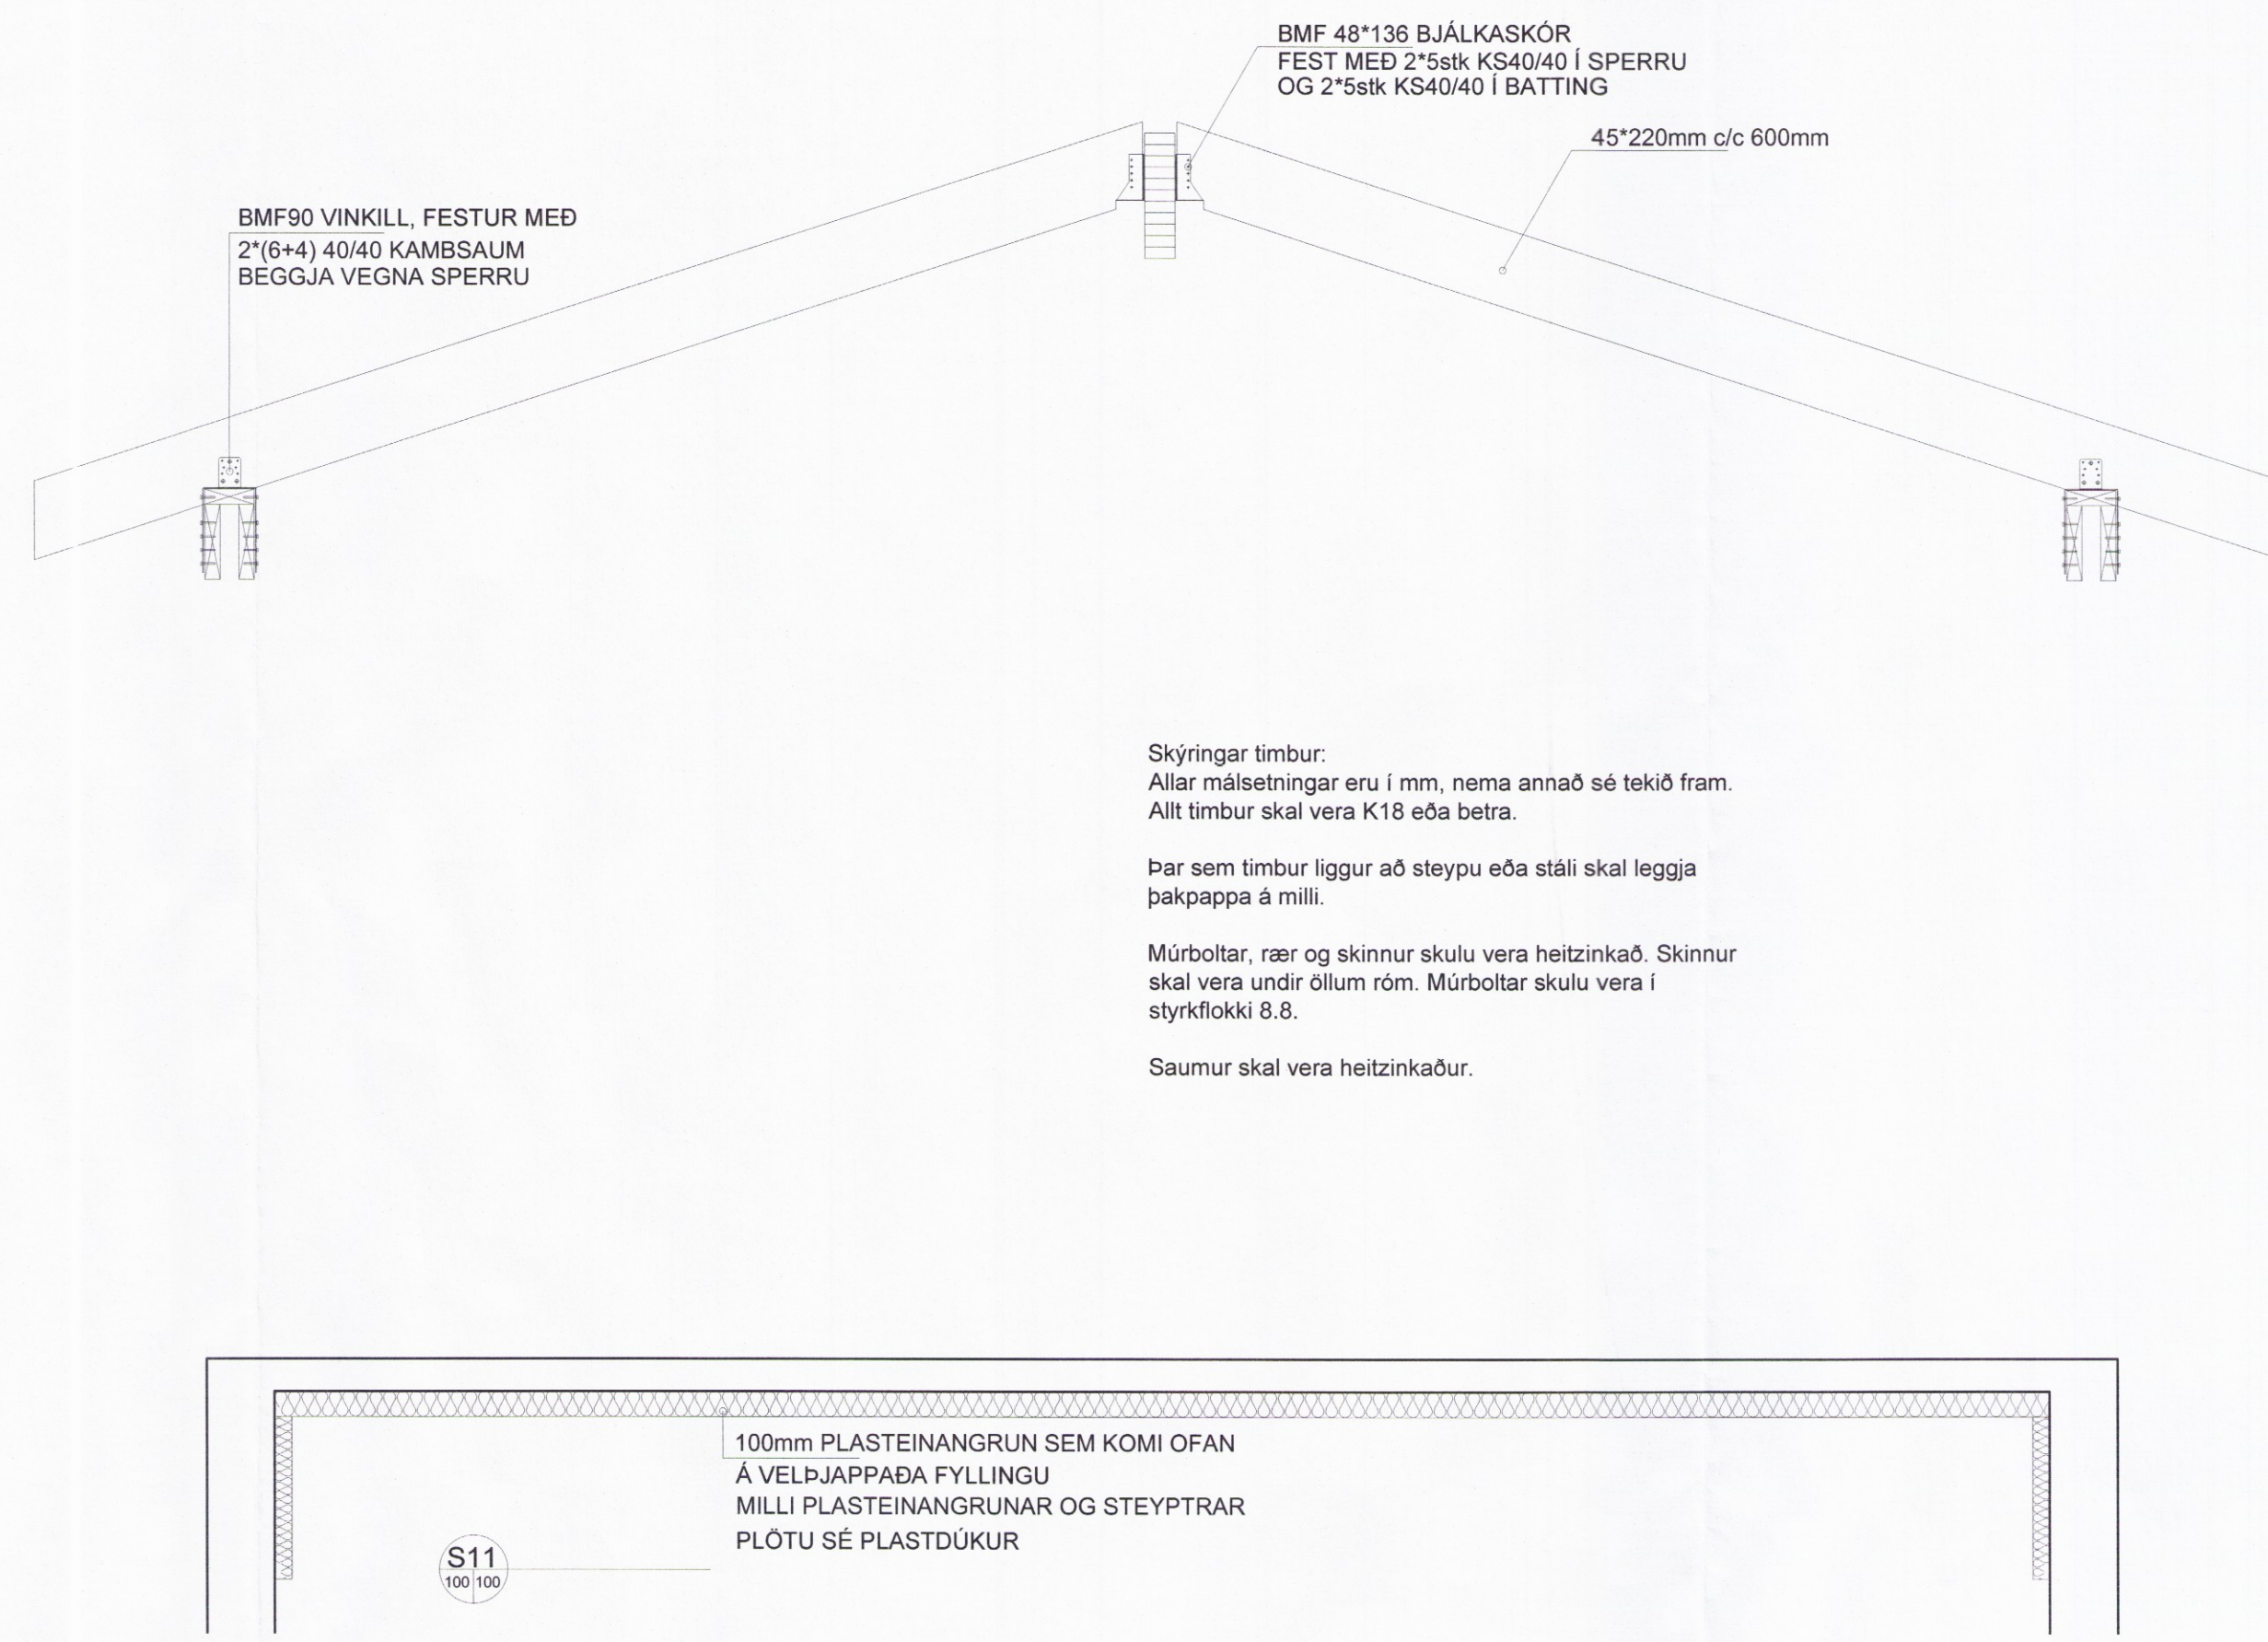 BMF 48*136 BJÁLKASKÓR
FEST MEÐ 2*5stk KS40/40 Í SPERRU
OG 2*5stk KS40/40 Í BATTING
45*220mm c/c 600mm
BMF90 VINKILL, FESTUR MEÐ
2*(6+4) 40/40 KAMBSAUM
BEGGJA VEGNA SPERRU
Skýringar timbur:
Allar málsetningar eru í mm, nema annað sé tekið fram.
Allt timbur skal vera K18 eða betra.
Þar sem timbur liggur að steypu eða stáli skal leggja
þakpappa á milli.
Múrboltar, rær og skinnur skulu vera heitzinkað. Skinnur
skal vera undir öllum róm. Múrboltar skulu vera í
styrkflokki 8.8.
Saumur skal vera heitzinkaður.
100mm PLASTEINANGRUN SEM KOMI OFAN
Á VELÞJAPPAÐA FYLLINGU
MILLI PLASTEINANGRUNAR OG STEYPTRAR
PLÖTU SÉ PLASTDÚKUR
S11
100 100